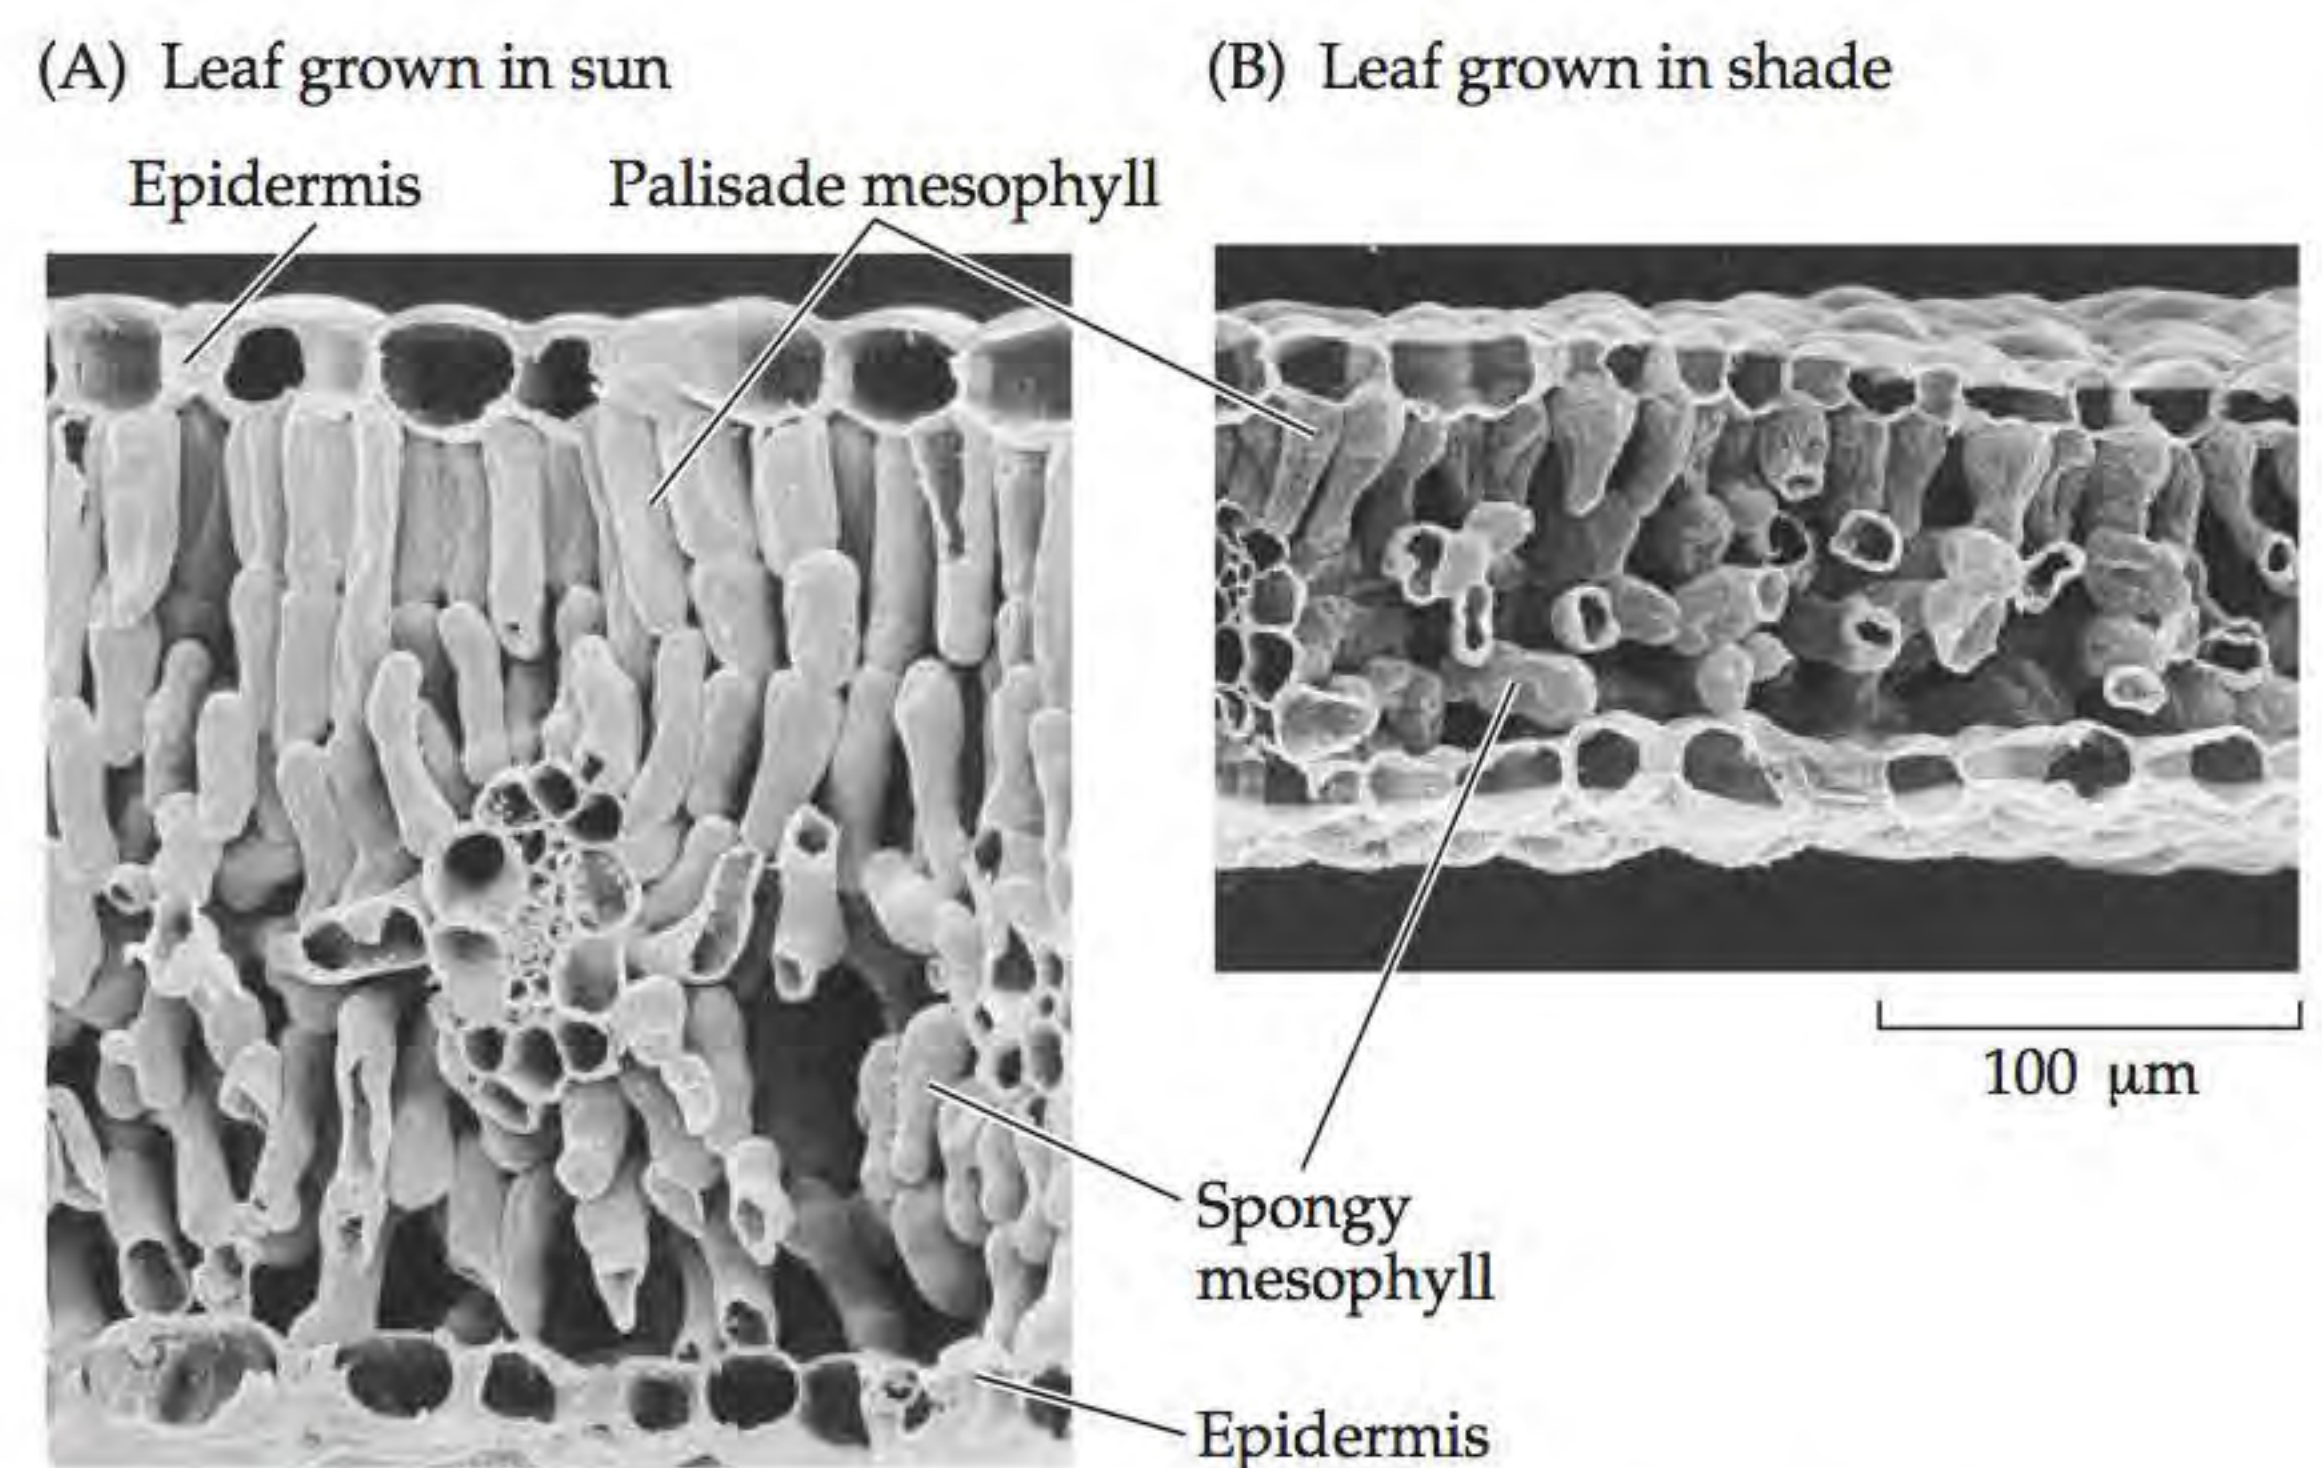 (A) Leaf grown in sun
(B) Leaf grown in shade
Epidermis
Palisade mesophyll
100 μm
Spongy
mesophyll
Epidermis